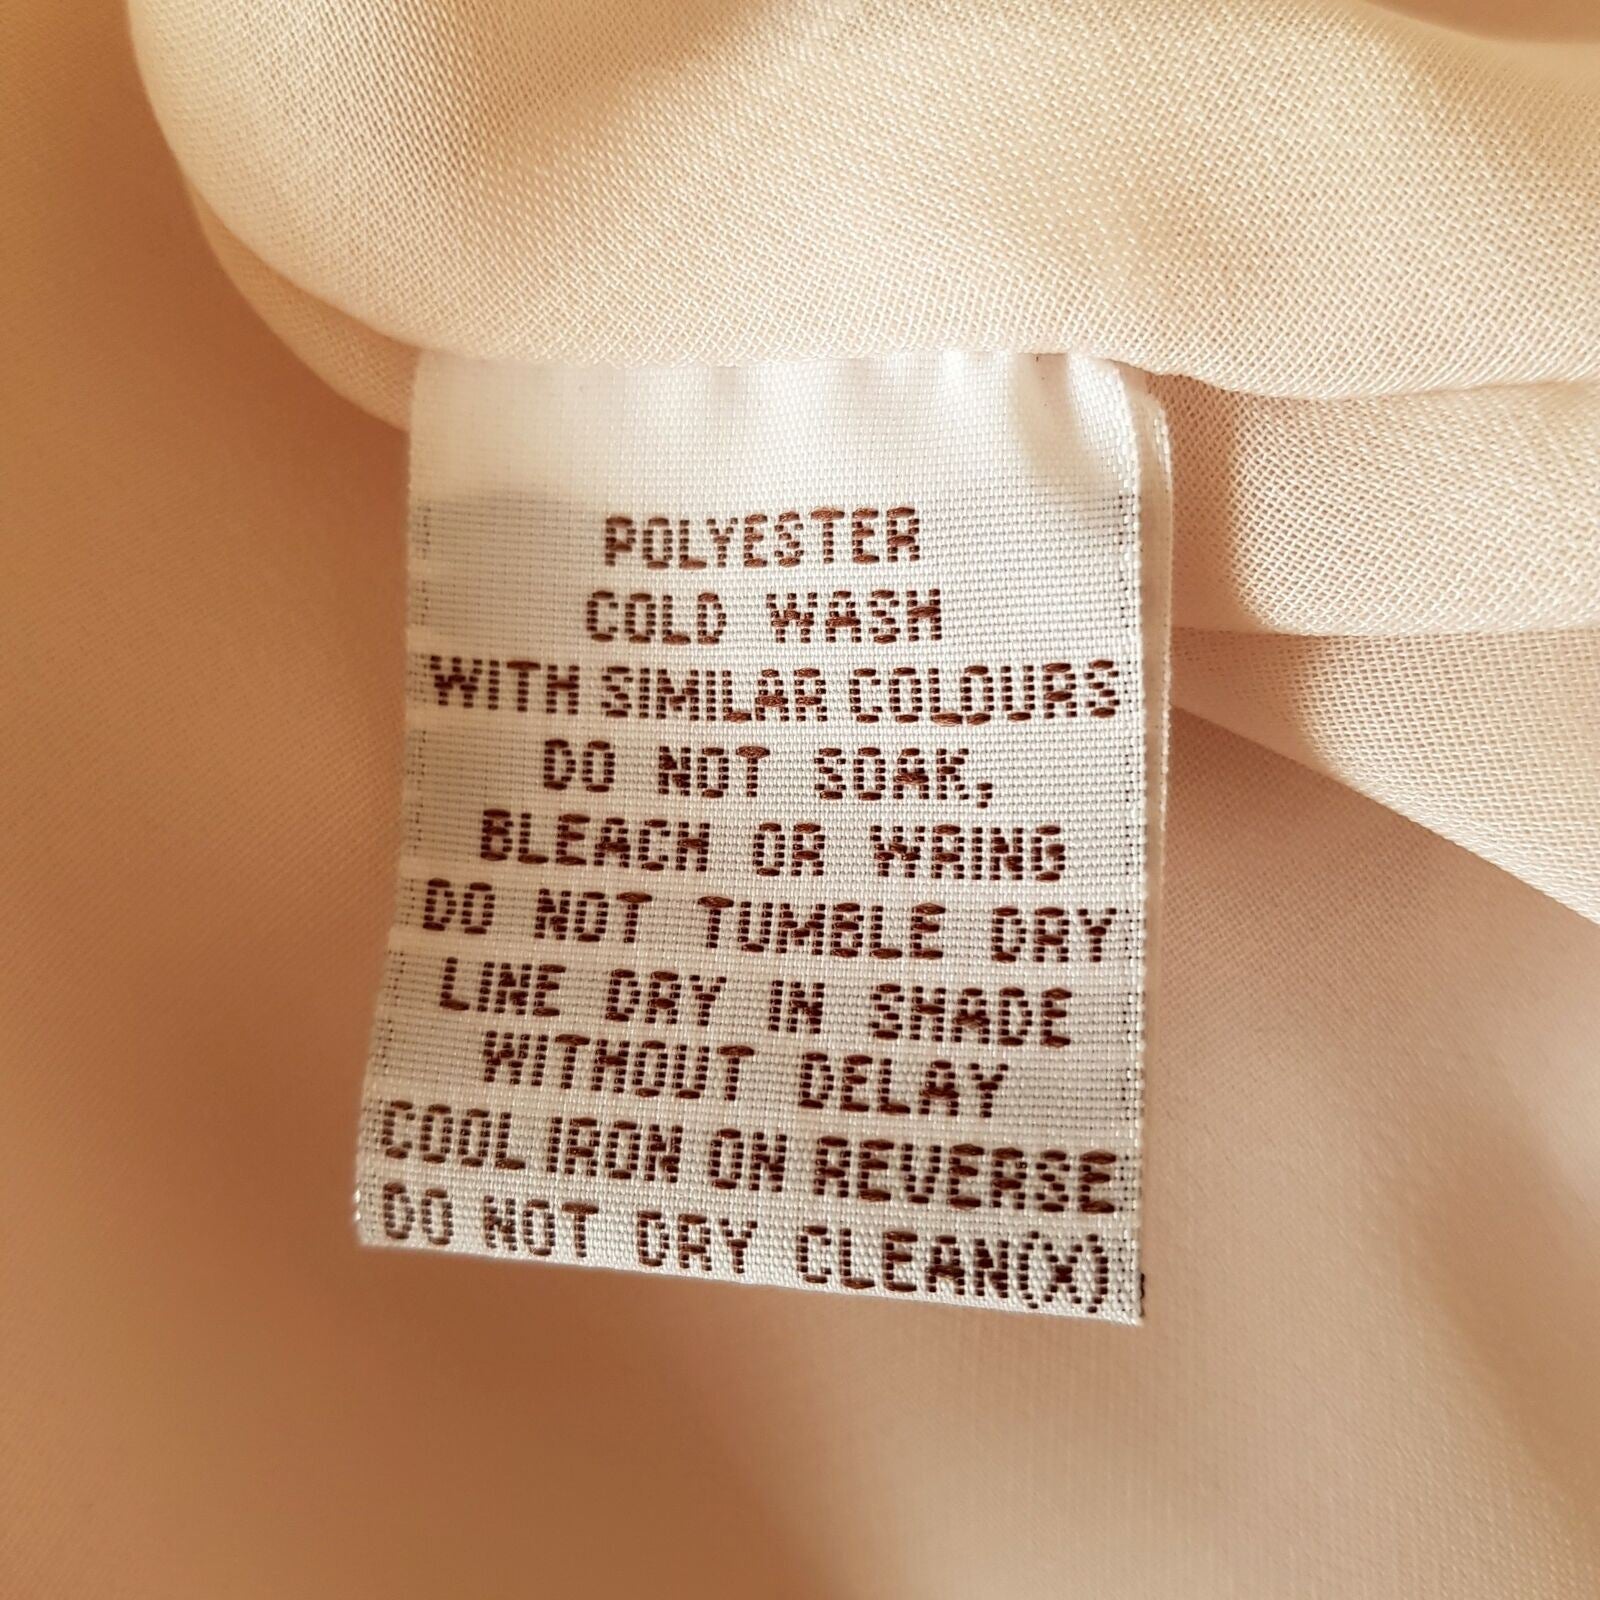 POLYESTER
COLD WASH
WITH SIMILAR COLOURS
DO NOT SOAK,
BLEACH OR WRING
DO NOT TUMBLE DRY
LINE DRY IN SHADE
WITHOUT DELAY
COOL IRON ON REVERSE
DO NOT DRY CLEAN(X)